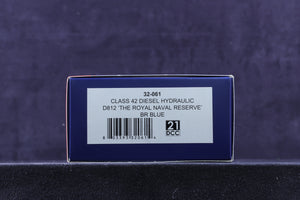 32-061
CLASS 42 DIESEL HYDRAULIC
D812 'THE ROYAL NAVAL RESERVE'
BR BLUE
21
DCC